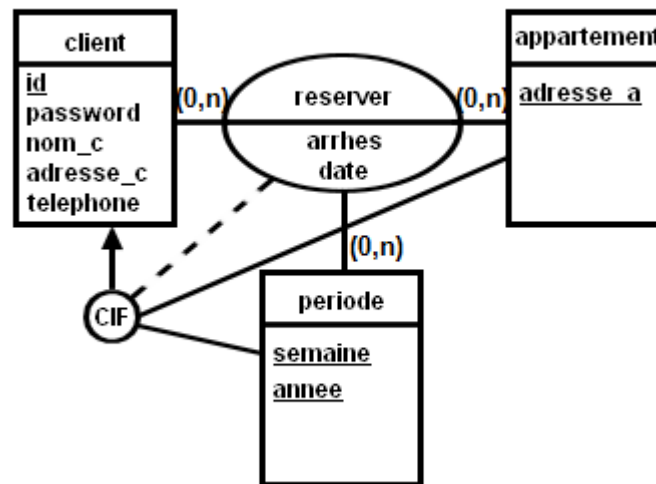 client
id
password
nom_c
adresse_c
telephone
(0,n)
reserver
arrhes
date
(0,n)
appartement
adresse_a
(0,n)
CIF
periode
semaine
annee